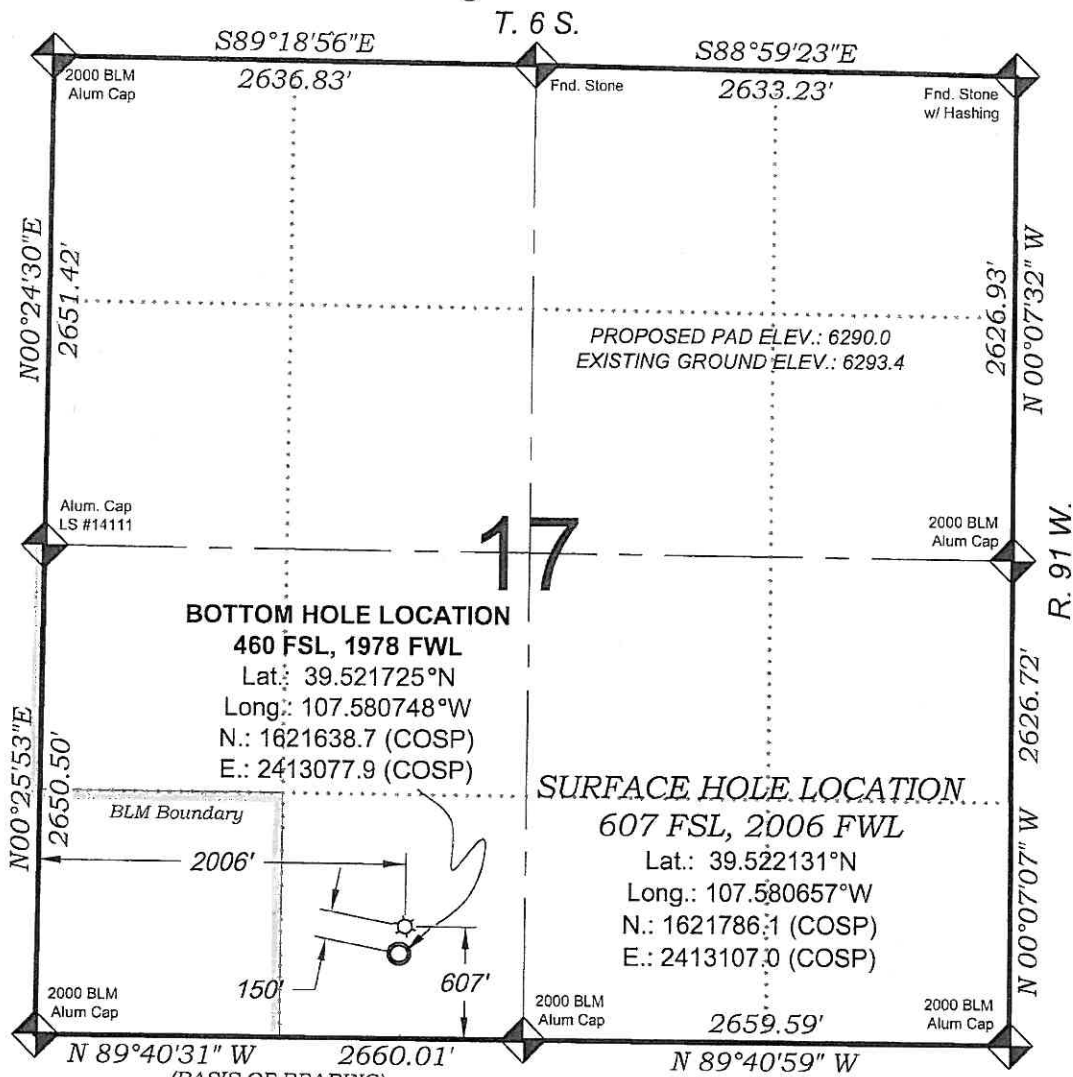 T. 6 S.
S89°18'56"E
S88°59'23"E
2000 BLM
Alum Cap
2636.83'
Fnd. Stone
2633.23'
Fnd. Stone
w/ Hashing
N00°24'30"E
2651.42'
PROPOSED PAD ELEV.: 6290.0
EXISTING GROUND ELEV.: 6293.4
2626.93'
N 00°07'32" W
Alum. Cap
LS #14111
17
2000 BLM
Alum Cap
R. 91 W.
BOTTOM HOLE LOCATION
460 FSL, 1978 FWL
Lat.: 39.521725°N
Long.: 107.580748°W
N.: 1621638.7 (COSP)
E.: 2413077.9 (COSP)
N00°25'53"E
2650.50'
BLM Boundary
2006'
150'
607'
SURFACE HOLE LOCATION
607 FSL, 2006 FWL
Lat.: 39.522131°N
Long.: 107.580657°W
N.: 1621786.1 (COSP)
E.: 2413107.0 (COSP)
2626.72'
N 00°07'07" W
2000 BLM
Alum Cap
2000 BLM
Alum Cap
2659.59'
2000 BLM
Alum Cap
N 89°40'31" W
2660.01'
N 89°40'59" W
(BASIS OF BEARING)